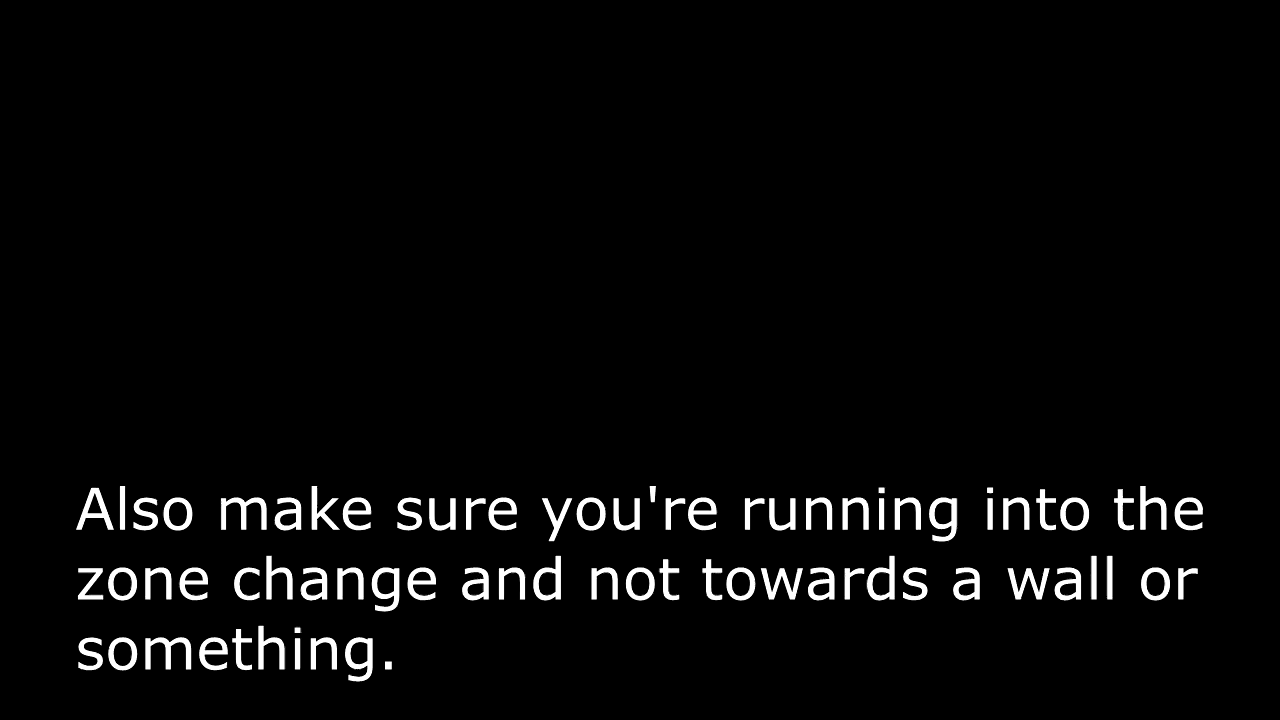 Also make sure you're running into the
zone change and not towards a wall or
something.